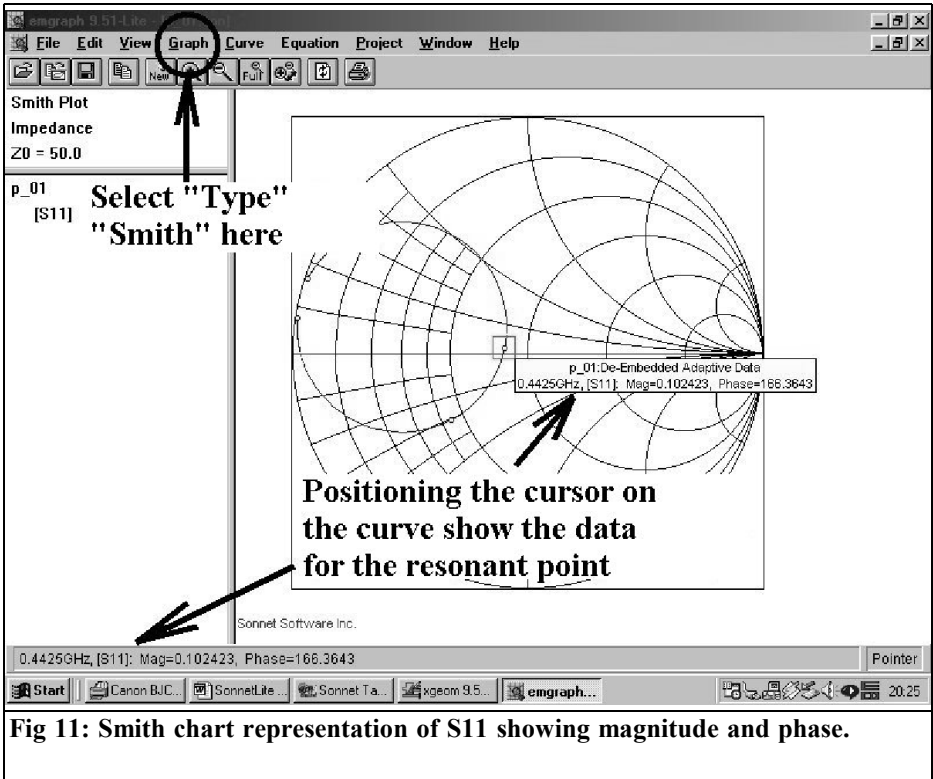 emgraph 9.51-Lite -
File Edit View Graph Curve Equation Project Window Help
New Full
Smith Plot
Impedance
Z0 = 50.0
p_01
[S11]
Select "Type"
"Smith" here
p_01:De-Embedded Adaptive Data
0.4425GHz, [S11]: Mag=0.102423, Phase=166.3643
Positioning the cursor on
the curve show the data
for the resonant point
Sonnet Software Inc.
0.4425GHz, [S11]: Mag=0.102423, Phase=166.3643 Pointer
Start Canon BJC... SonnetLite ... Sonnet Ta... xgeom 9.5... emgraph... 20:25
Fig 11: Smith chart representation of S11 showing magnitude and phase.